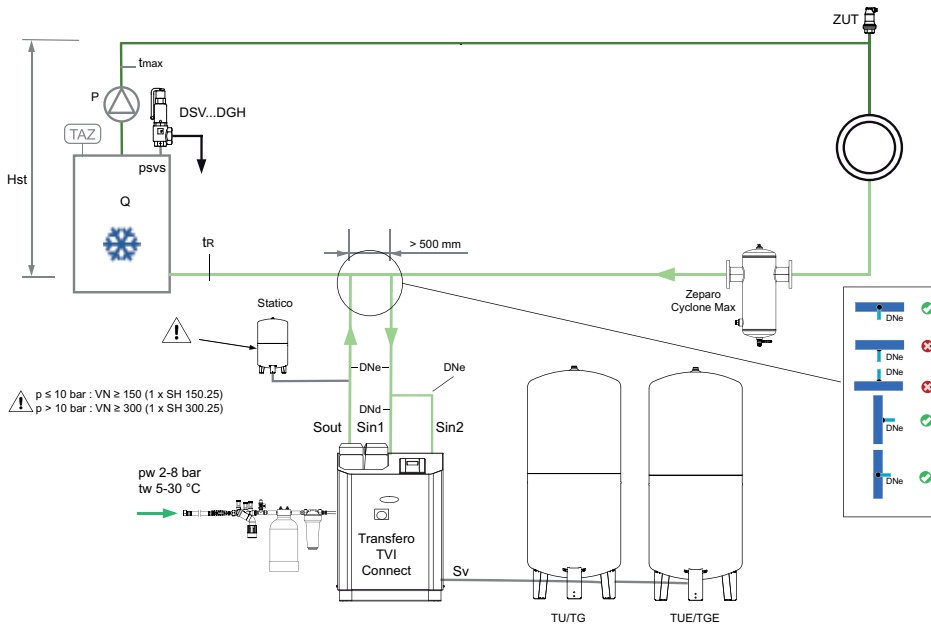 ZUT
tmax
P
DSV...DGH
TAZ
psvs
Hst
Q
tR
> 500 mm
Zeparo
Cyclone Max
Statico
DNe
DNe
DNe
DNe
DNe
DNe
DNe
DNd
p ≤ 10 bar : VN ≥ 150 (1 x SH 150.25)
p > 10 bar : VN ≥ 300 (1 x SH 300.25)
Sout
Sin1
Sin2
pw 2-8 bar
tw 5-30 °C
Transfero
TVI
Connect
Sv
TU/TG
TUE/TGE